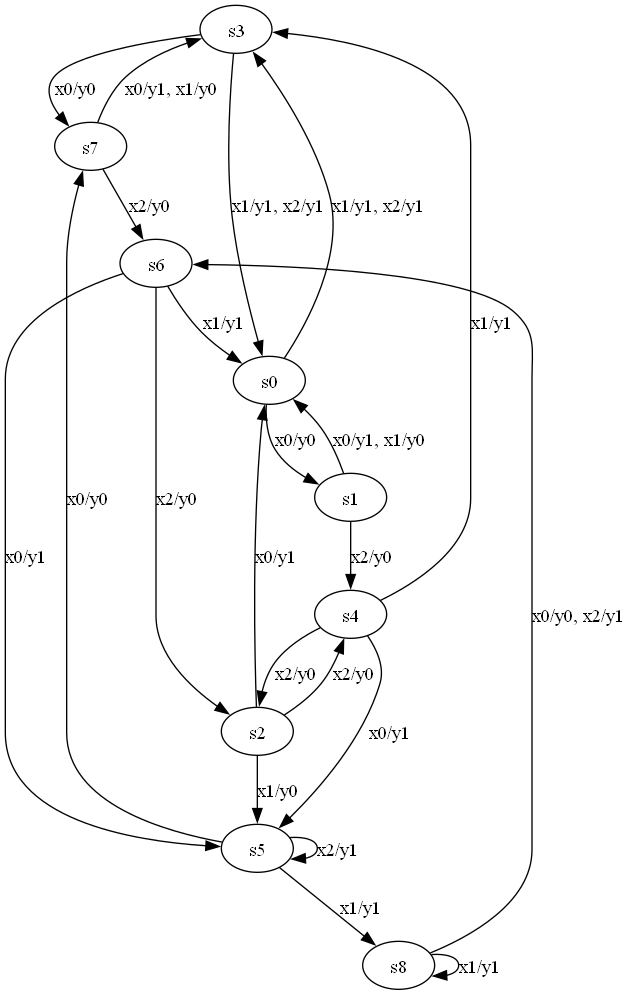 s3
x0/y0
x0/y1, x1/y0
s7
x2/y0
x1/y1, x2/y1
x1/y1, x2/y1
s6
x1/y1
x1/y1
s0
x0/y0
x0/y1, x1/y0
s1
x0/y1
x0/y0
x2/y0
x0/y1
x2/y0
s4
x0/y0, x2/y1
x2/y0
x2/y0
s2
x0/y1
x1/y0
s5
x2/y1
x1/y1
s8
x1/y1